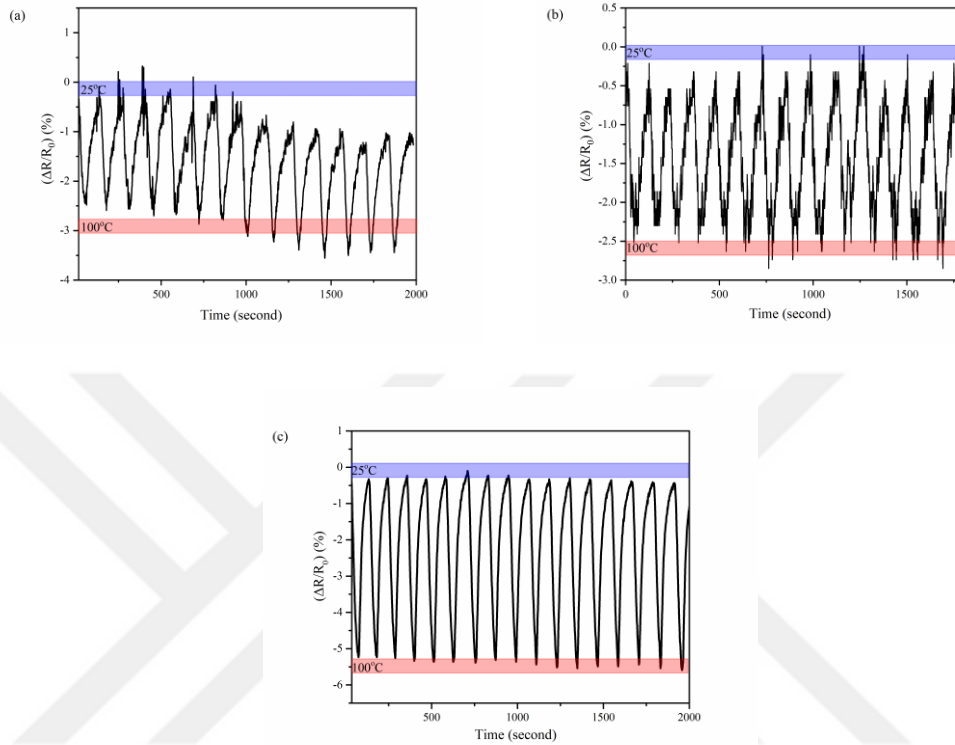 (a)
1
0
-1
-2
-3
-4
25°C
100°C
(ΔR/R₀) (%)
500
1000
1500
2000
Time (second)
(b)
0.5
0.0
-0.5
-1.0
-1.5
-2.0
-2.5
-3.0
25°C
100°C
(ΔR/R₀) (%)
0
500
1000
1500
Time (second)
(c)
1
0
-1
-2
-3
-4
-5
-6
25°C
100°C
(ΔR/R₀) (%)
500
1000
1500
2000
Time (second)